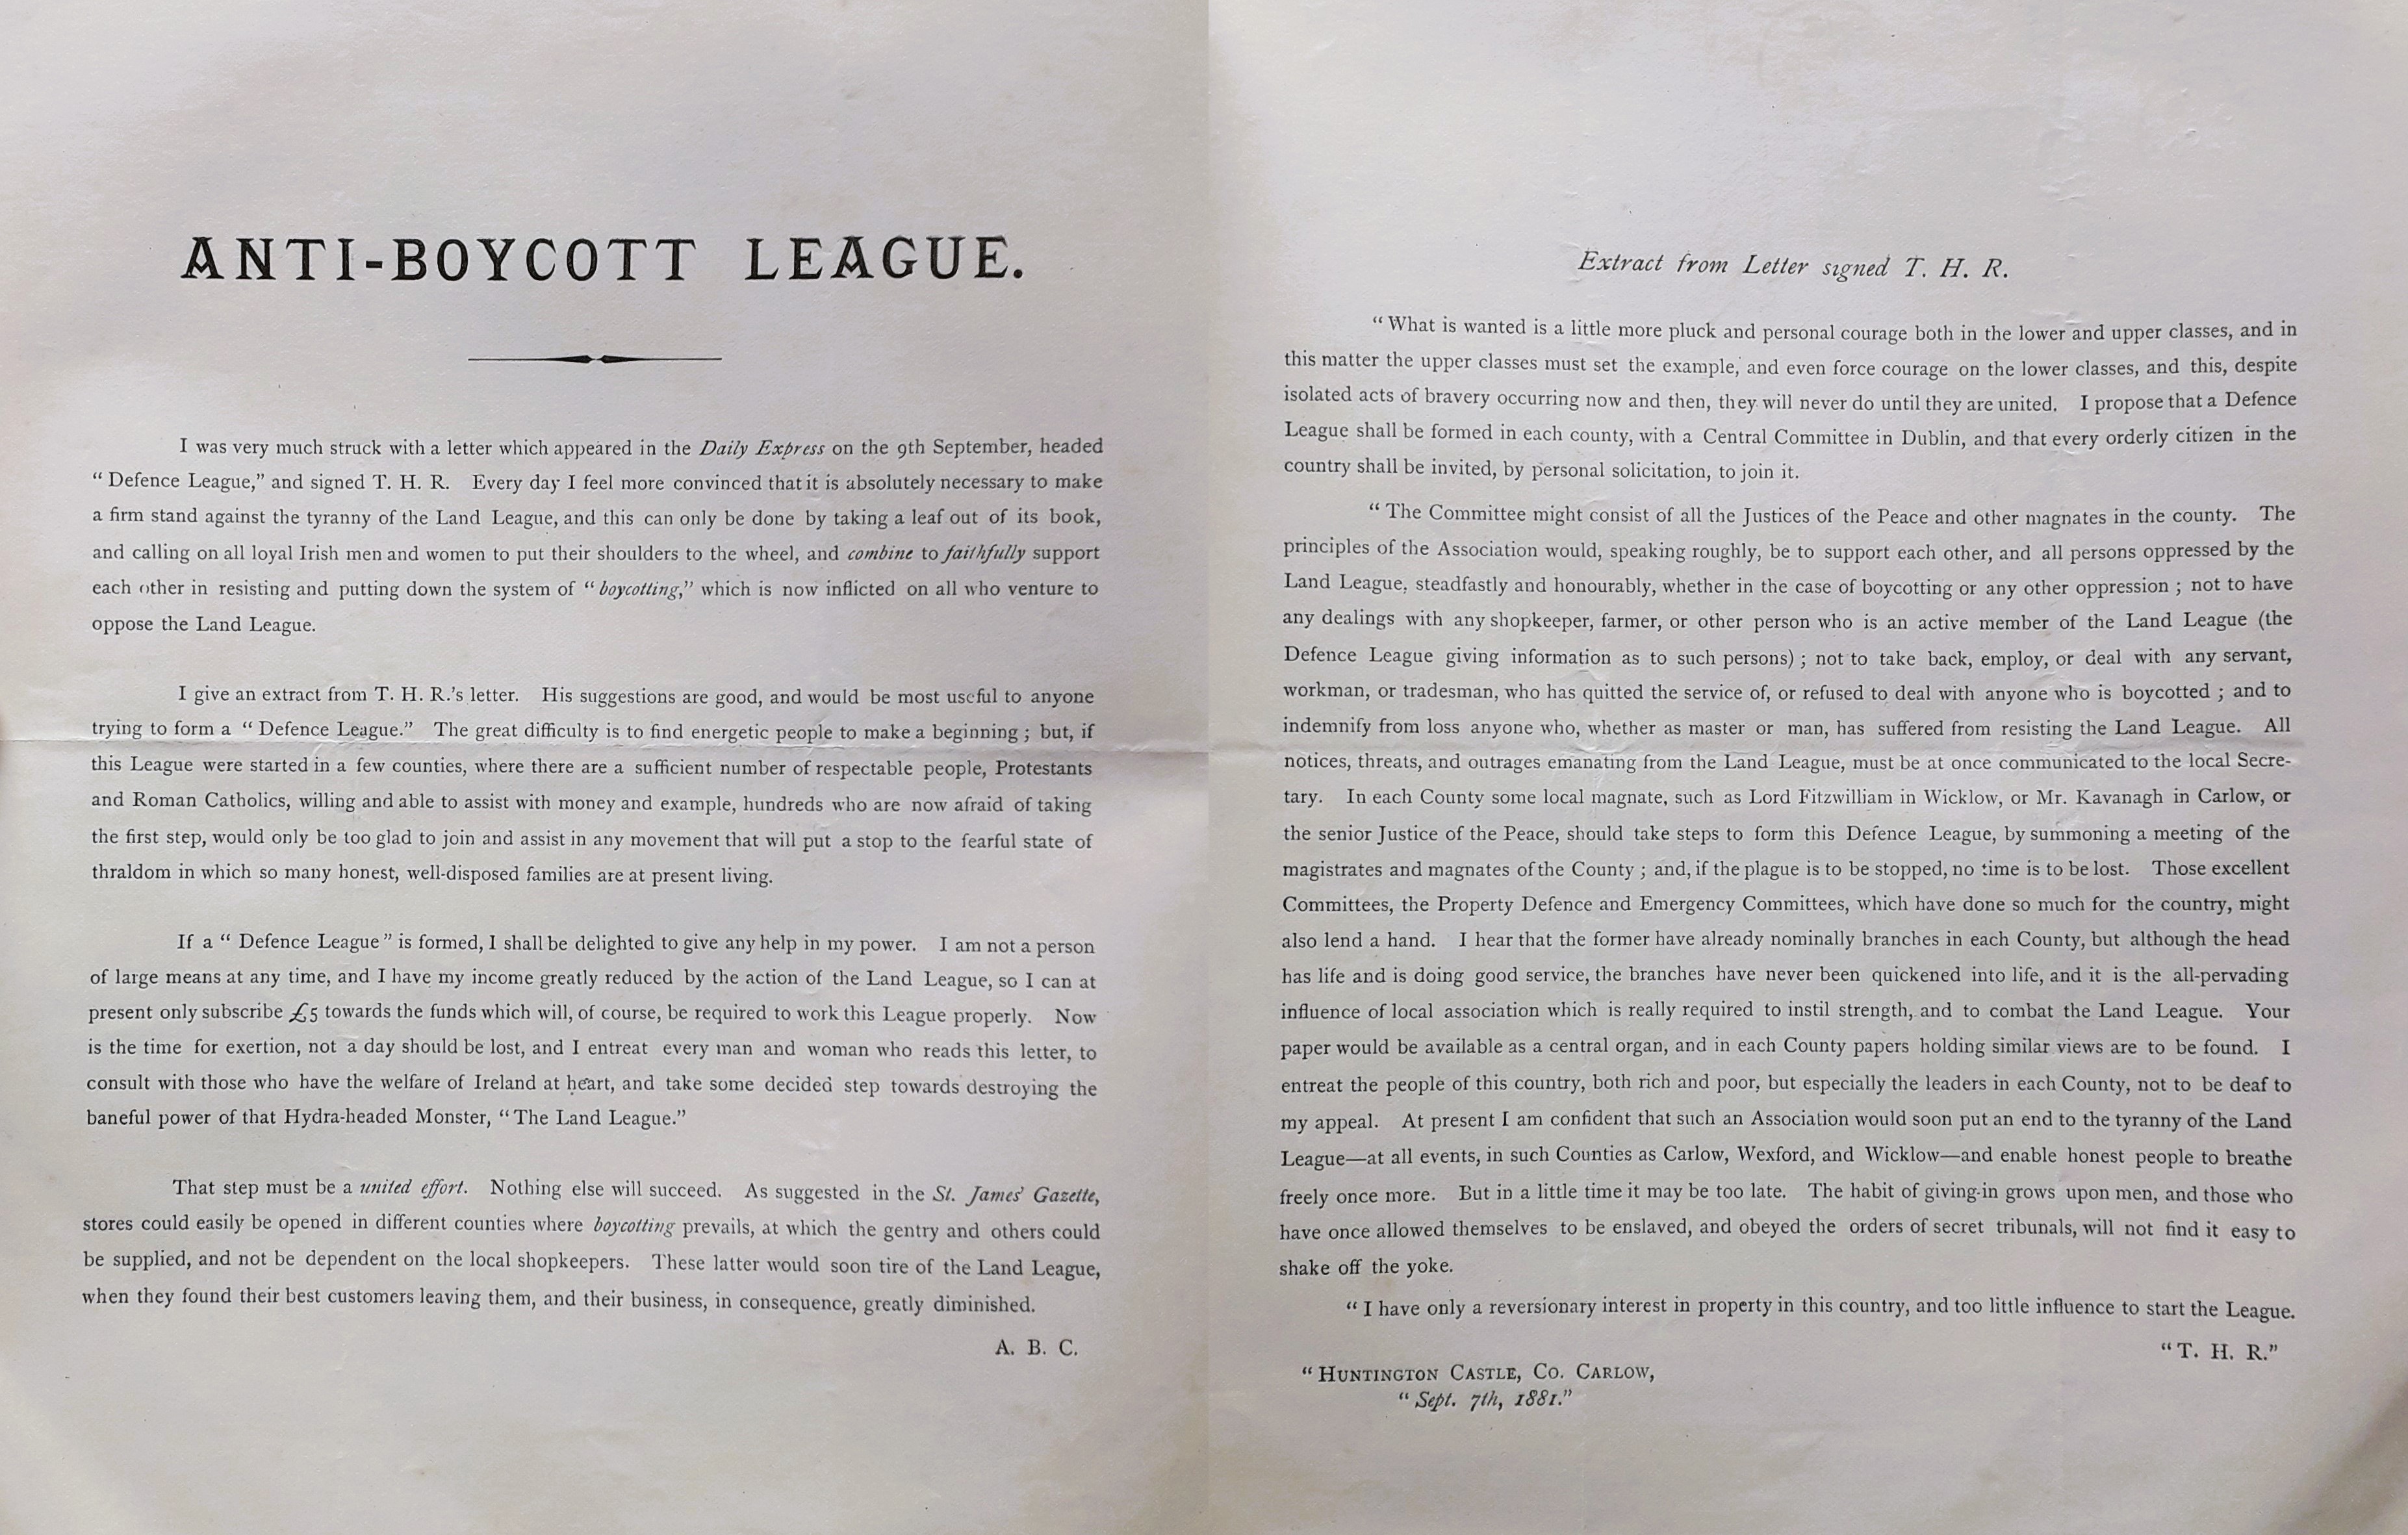 ANTI-BOYCOTT LEAGUE.
I was very much struck with a letter which appeared in the Daily Express on the 9th September, headed
“Defence League,” and signed T. H. R. Every day I feel more convinced that it is absolutely necessary to make
a firm stand against the tyranny of the Land League, and this can only be done by taking a leaf out of its book,
and calling on all loyal Irish men and women to put their shoulders to the wheel, and combine to faithfully support
each other in resisting and putting down the system of “boycotting,” which is now inflicted on all who venture to
oppose the Land League.
I give an extract from T. H. R.’s letter. His suggestions are good, and would be most useful to anyone
trying to form a “Defence League.” The great difficulty is to find energetic people to make a beginning; but, if
this League were started in a few counties, where there are a sufficient number of respectable people, Protestants
and Roman Catholics, willing and able to assist with money and example, hundreds who are now afraid of taking
the first step, would only be too glad to join and assist in any movement that will put a stop to the fearful state of
thraldom in which so many honest, well-disposed families are at present living.
If a “Defence League” is formed, I shall be delighted to give any help in my power. I am not a person
of large means at any time, and I have my income greatly reduced by the action of the Land League, so I can at
present only subscribe £5 towards the funds which will, of course, be required to work this League properly. Now
is the time for exertion, not a day should be lost, and I entreat every man and woman who reads this letter, to
consult with those who have the welfare of Ireland at heart, and take some decided step towards destroying the
baneful power of that Hydra-headed Monster, “The Land League.”
That step must be a united effort. Nothing else will succeed. As suggested in the St. James’ Gazette,
stores could easily be opened in different counties where boycotting prevails, at which the gentry and others could
be supplied, and not be dependent on the local shopkeepers. These latter would soon tire of the Land League,
when they found their best customers leaving them, and their business, in consequence, greatly diminished.
A. B. C.
Extract from Letter signed T. H. R.
“What is wanted is a little more pluck and personal courage both in the lower and upper classes, and in
this matter the upper classes must set the example, and even force courage on the lower classes, and this, despite
isolated acts of bravery occurring now and then, they will never do until they are united. I propose that a Defence
League shall be formed in each county, with a Central Committee in Dublin, and that every orderly citizen in the
country shall be invited, by personal solicitation, to join it.
“The Committee might consist of all the Justices of the Peace and other magnates in the county. The
principles of the Association would, speaking roughly, be to support each other, and all persons oppressed by the
Land League, steadfastly and honourably, whether in the case of boycotting or any other oppression; not to have
any dealings with any shopkeeper, farmer, or other person who is an active member of the Land League (the
Defence League giving information as to such persons); not to take back, employ, or deal with any servant,
workman, or tradesman, who has quitted the service of, or refused to deal with anyone who is boycotted; and to
indemnify from loss anyone who, whether as master or man, has suffered from resisting the Land League. All
notices, threats, and outrages emanating from the Land League, must be at once communicated to the local Secre-
tary. In each County some local magnate, such as Lord Fitzwilliam in Wicklow, or Mr. Kavanagh in Carlow, or
the senior Justice of the Peace, should take steps to form this Defence League, by summoning a meeting of the
magistrates and magnates of the County; and, if the plague is to be stopped, no time is to be lost. Those excellent
Committees, the Property Defence and Emergency Committees, which have done so much for the country, might
also lend a hand. I hear that the former have already nominally branches in each County, but although the head
has life and is doing good service, the branches have never been quickened into life, and it is the all-pervading
influence of local association which is really required to instil strength, and to combat the Land League. Your
paper would be available as a central organ, and in each County papers holding similar views are to be found. I
entreat the people of this country, both rich and poor, but especially the leaders in each County, not to be deaf to
my appeal. At present I am confident that such an Association would soon put an end to the tyranny of the Land
League—at all events, in such Counties as Carlow, Wexford, and Wicklow—and enable honest people to breathe
freely once more. But in a little time it may be too late. The habit of giving-in grows upon men, and those who
have once allowed themselves to be enslaved, and obeyed the orders of secret tribunals, will not find it easy to
shake off the yoke.
“I have only a reversionary interest in property in this country, and too little influence to start the League.
“T. H. R.”
“HUNTINGTON CASTLE, CO. CARLOW,
“Sept. 7th, 1881.”